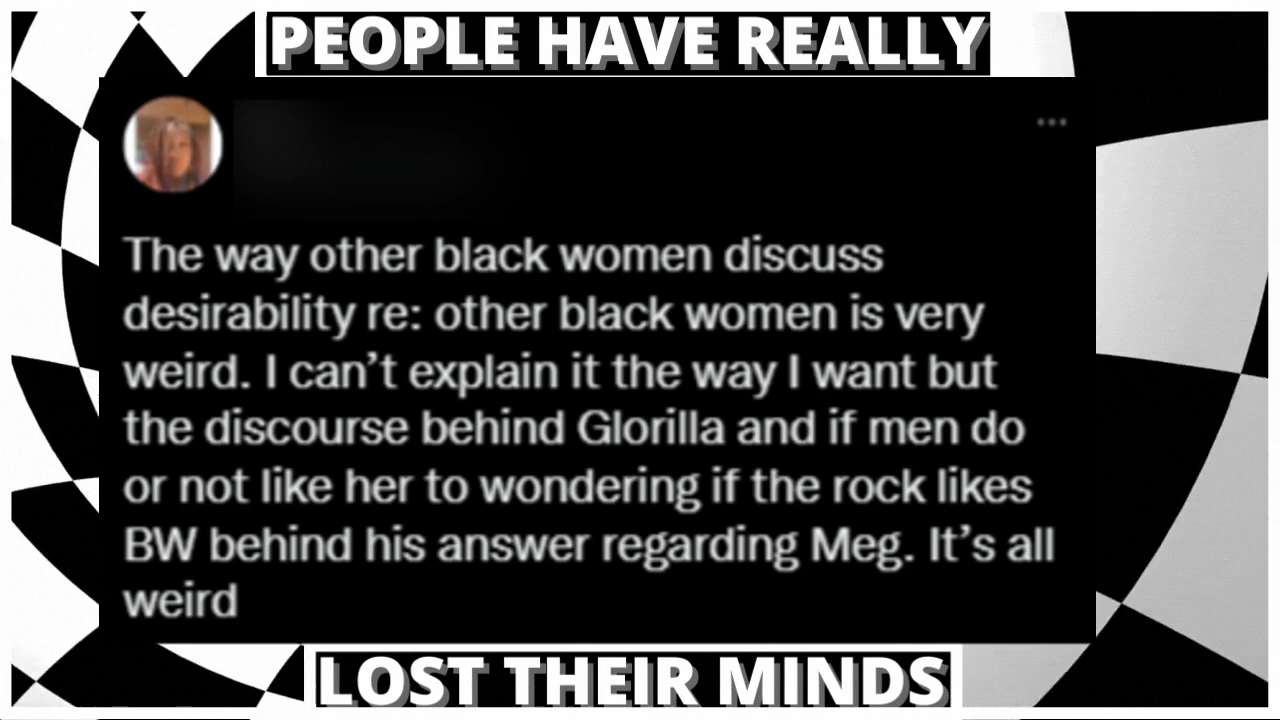 PEOPLE HAVE REALLY
The way other black women discuss
desirability re: other black women is very
weird. I can’t explain it the way I want but
the discourse behind Glorilla and if men do
or not like her to wondering if the rock likes
BW behind his answer regarding Meg. It’s all
weird
LOST THEIR MINDS